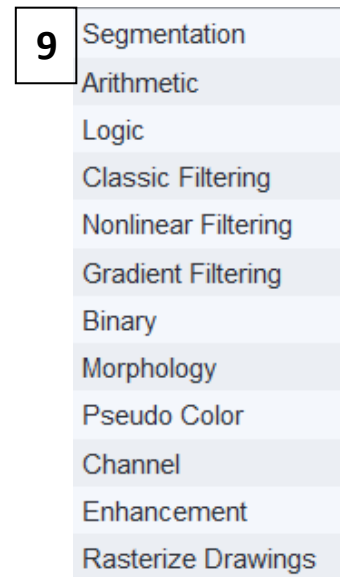 9
Segmentation
Arithmetic
Logic
Classic Filtering
Nonlinear Filtering
Gradient Filtering
Binary
Morphology
Pseudo Color
Channel
Enhancement
Rasterize Drawings